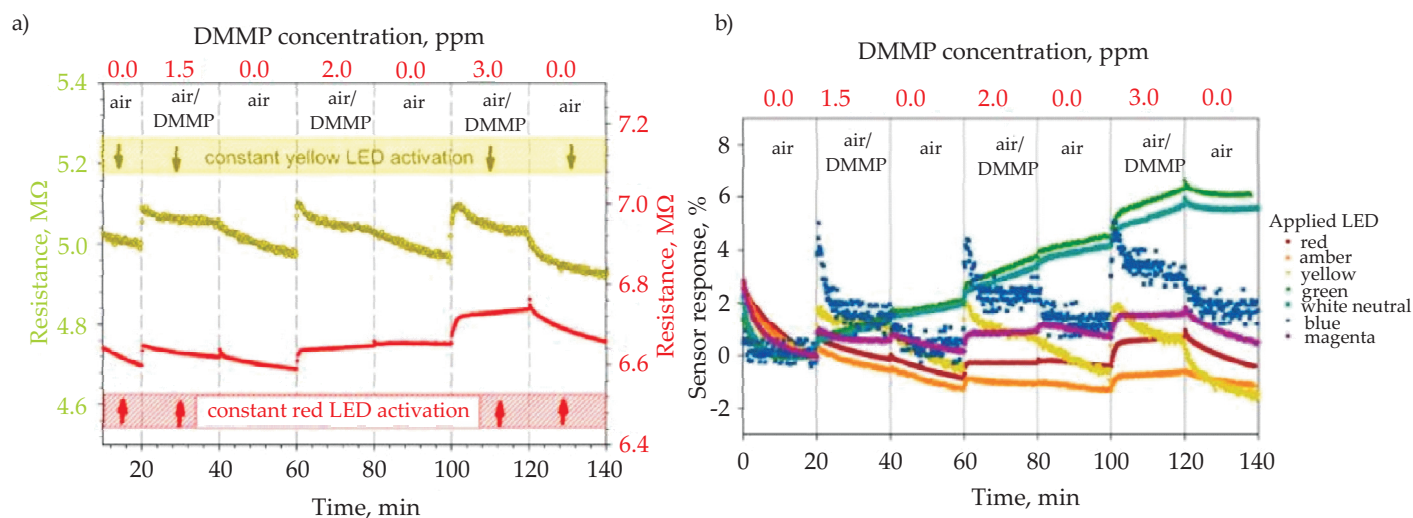 a)
DMMP concentration, ppm
0.0 1.5 0.0 2.0 0.0 3.0 0.0
air air/ DMMP air air/ DMMP air air/ DMMP air
constant yellow LED activation
constant red LED activation
Resistance, MΩ
5.4
5.2
5.0
4.8
4.6
Resistance, MΩ
7.2
7.0
6.8
6.6
6.4
20 40 60 80 100 120 140
Time, min
b)
DMMP concentration, ppm
0.0 1.5 0.0 2.0 0.0 3.0 0.0
air air/ DMMP air air/ DMMP air air/ DMMP air
Sensor response, %
8
6
4
2
0
-2
0 20 40 60 80 100 120 140
Time, min
Applied LED
red
amber
yellow
green
white neutral
blue
magenta